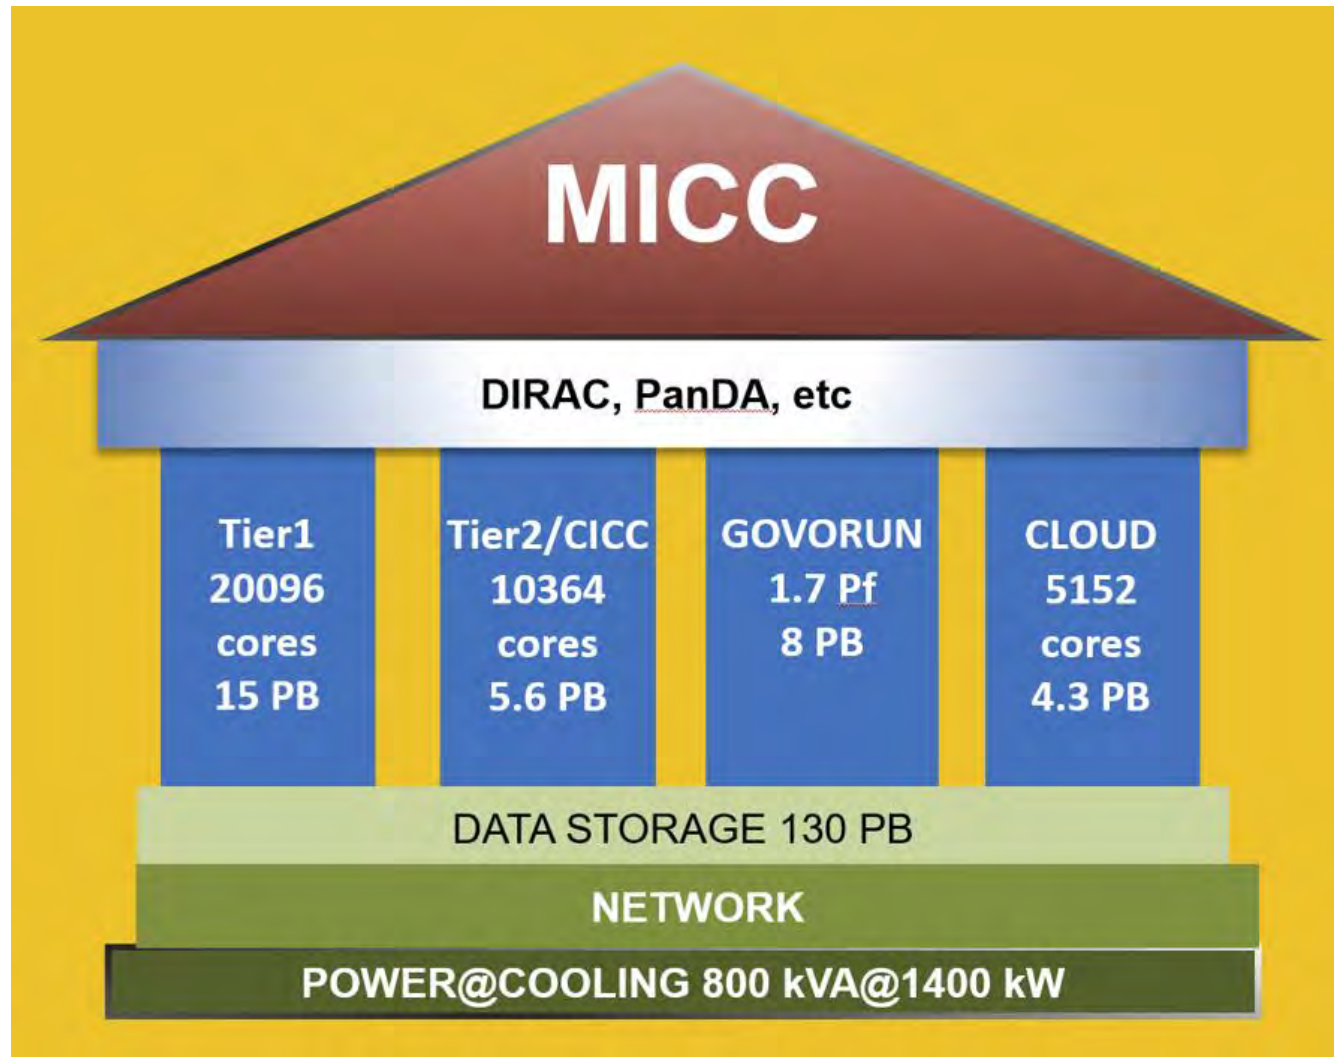 MICC
DIRAC, PanDA, etc
Tier1
20096
cores
15 PB
Tier2/CICC
10364
cores
5.6 PB
GOVORUN
1.7 Pf
8 PB
CLOUD
5152
cores
4.3 PB
DATA STORAGE 130 PB
NETWORK
POWER@COOLING 800 kVA@1400 kW